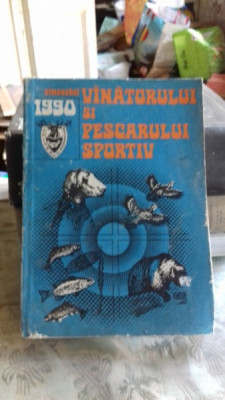 Almanahul
1990
VÎNĂTORULUI
ȘI
PESCARULUI
SPORTIV